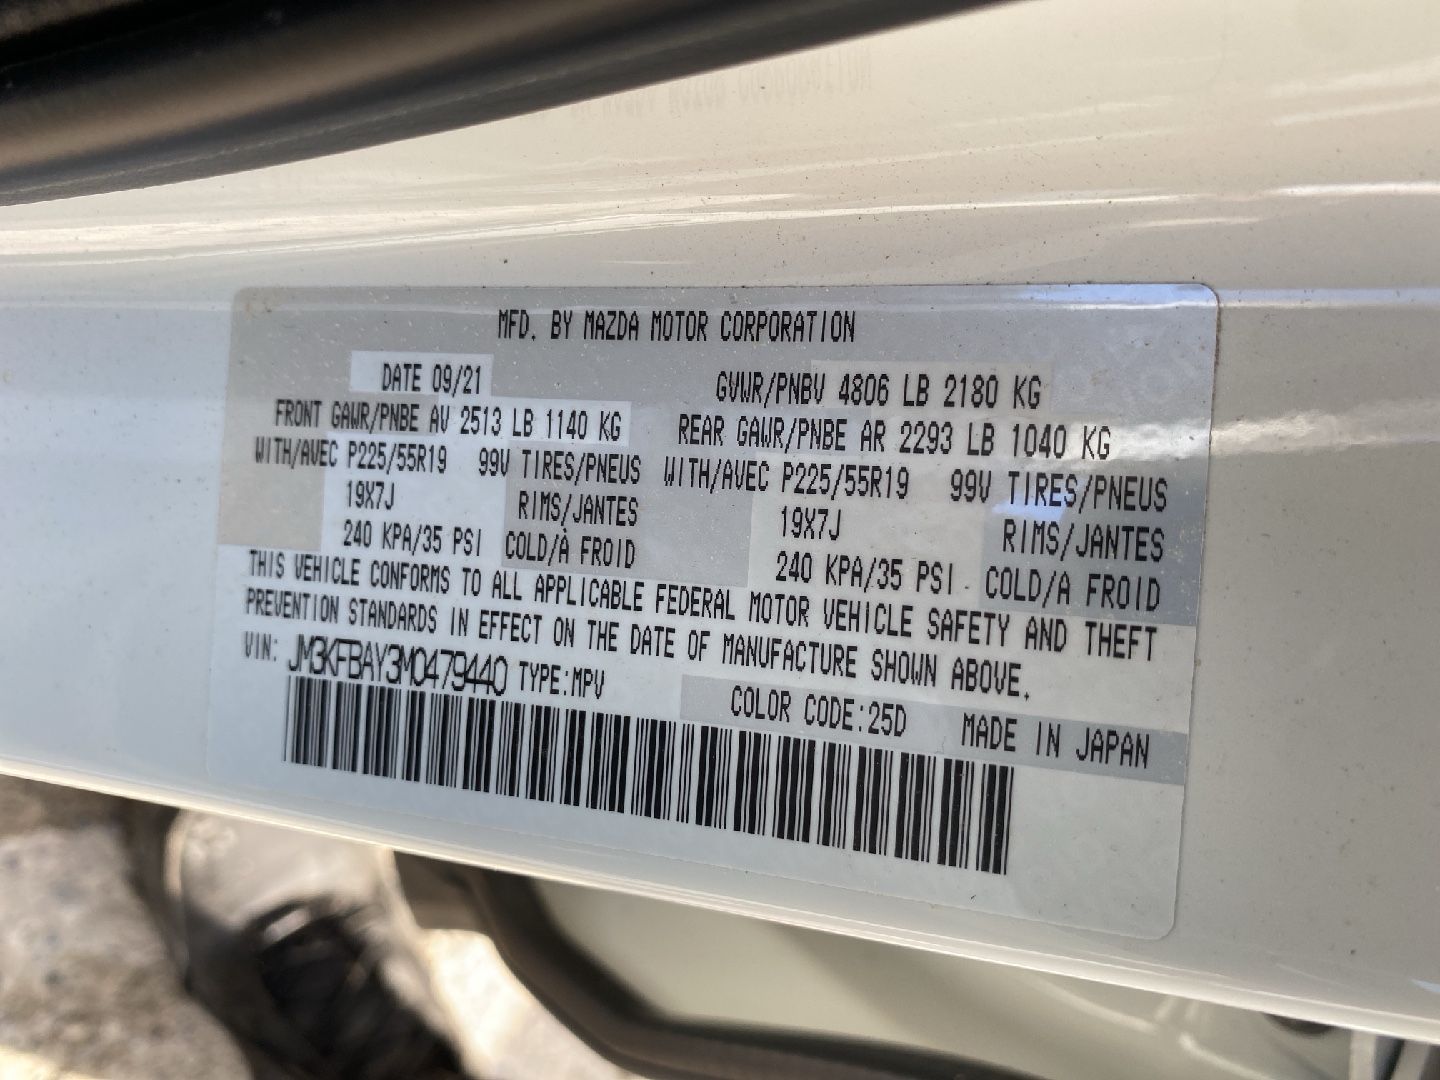 MFD. BY MAZDA MOTOR CORPORATION
DATE 09/21 GVWR/PNBV 4806 LB 2180 KG
FRONT GAWR/PNBE AV 2513 LB 1140 KG REAR GAWR/PNBE AR 2293 LB 1040 KG
WITH/AVEC P225/55R19 99V TIRES/PNEUS WITH/AVEC P225/55R19 99V TIRES/PNEUS
19X7J RIMS/JANTES 19X7J RIMS/JANTES
240 KPA/35 PSI COLD/À FROID 240 KPA/35 PSI COLD/A FROID
THIS VEHICLE CONFORMS TO ALL APPLICABLE FEDERAL MOTOR VEHICLE SAFETY AND THEFT
PREVENTION STANDARDS IN EFFECT ON THE DATE OF MANUFACTURE SHOWN ABOVE.
VIN: JM3KFBAY3M0479440 TYPE:MPV
COLOR CODE:25D MADE IN JAPAN